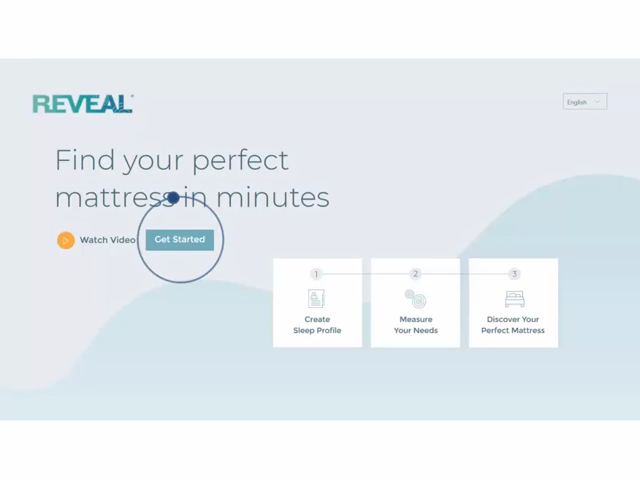 REVEAL
English
Find your perfect
mattress in minutes
Watch Video
Get Started
1
2
3
Create
Sleep Profile
Measure
Your Needs
Discover Your
Perfect Mattress